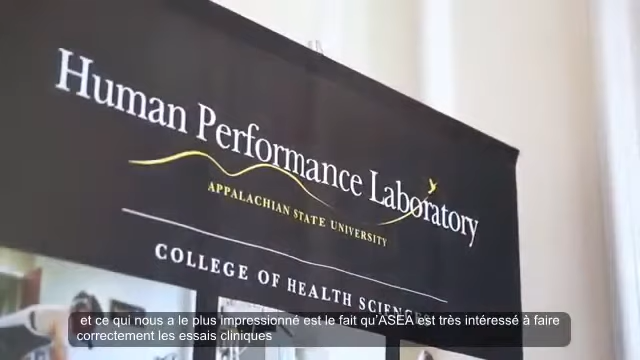 Human Performance Laboratory
APPALACHIAN STATE UNIVERSITY
COLLEGE OF HEALTH SCIENCES
et ce qui nous a le plus impressionné est le fait qu'ASEA est très intéressé à faire
correctement les essais cliniques